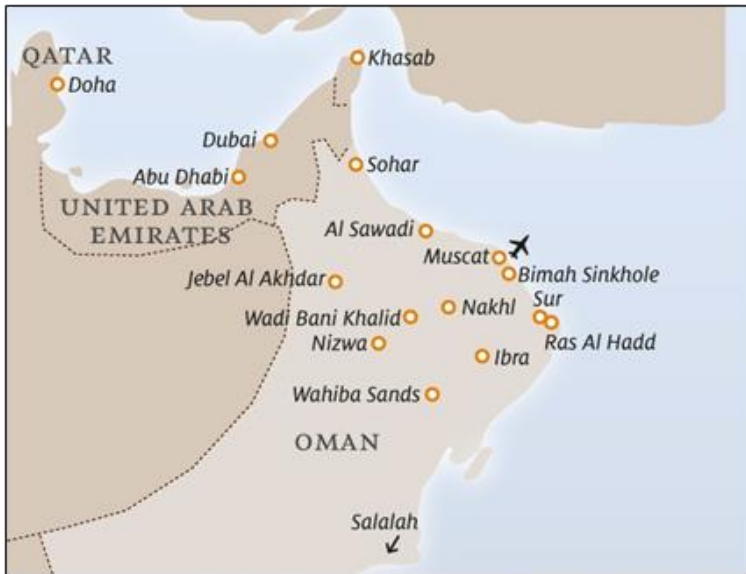 QATAR
Doha
Khasab
Dubai
Sohar
Abu Dhabi
UNITED ARAB
EMIRATES
Al Sawadi
Muscat
Bimah Sinkhole
Jebel Al Akhdar
Sur
Nakhl
Wadi Bani Khalid
Ras Al Hadd
Nizwa
Ibra
Wahiba Sands
OMAN
Salalah